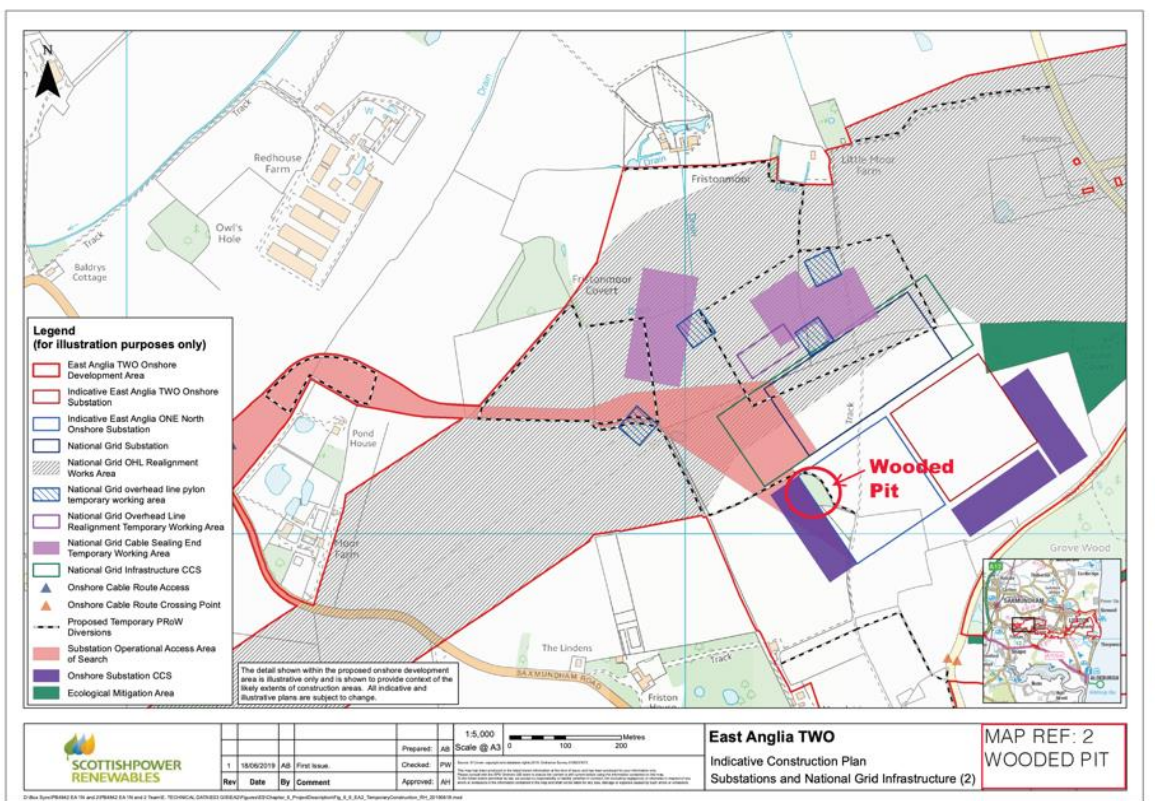 N
Track
Drain
W
Redhouse
Farm
Owl's
Hole
Track
Baldrys
Cottage
Drain
Fristonmoor
Little Moor
Farm
Drain
Drain
Fristonmoor
Covert
Track
Wooded
Pit
Pond
House
Moor
Farm
Grove Wood
The Lindens
SAXMUNDHAM ROAD
Friston
House
Track
Legend
(for illustration purposes only)
East Anglia TWO Onshore
Development Area
Indicative East Anglia TWO Onshore
Substation
Indicative East Anglia ONE North
Onshore Substation
National Grid Substation
National Grid OHL Realignment
Works Area
National Grid overhead line pylon
temporary working area
National Grid Overhead Line
Realignment Temporary Working Area
National Grid Cable Sealing End
Temporary Working Area
National Grid Infrastructure CCS
Onshore Cable Route Access
Onshore Cable Route Crossing Point
Proposed Temporary PRoW
Diversions
Substation Operational Access Area
of Search
Onshore Substation CCS
Ecological Mitigation Area
The detail shown within the proposed onshore development
area is illustrative only and is shown to provide context of the
likely extents of construction areas. All indicative and
illustrative plans are subject to change.
SAXMUNDHAM
SCOTTISHPOWER
RENEWABLES
1 18/06/2019 AB First Issue.
Rev Date By Comment
Prepared: AB
Checked: PW
Approved: AH
1:5,000
Scale @ A3
Metres
0 100 200
East Anglia TWO
Indicative Construction Plan
Substations and National Grid Infrastructure (2)
MAP REF: 2
WOODED PIT